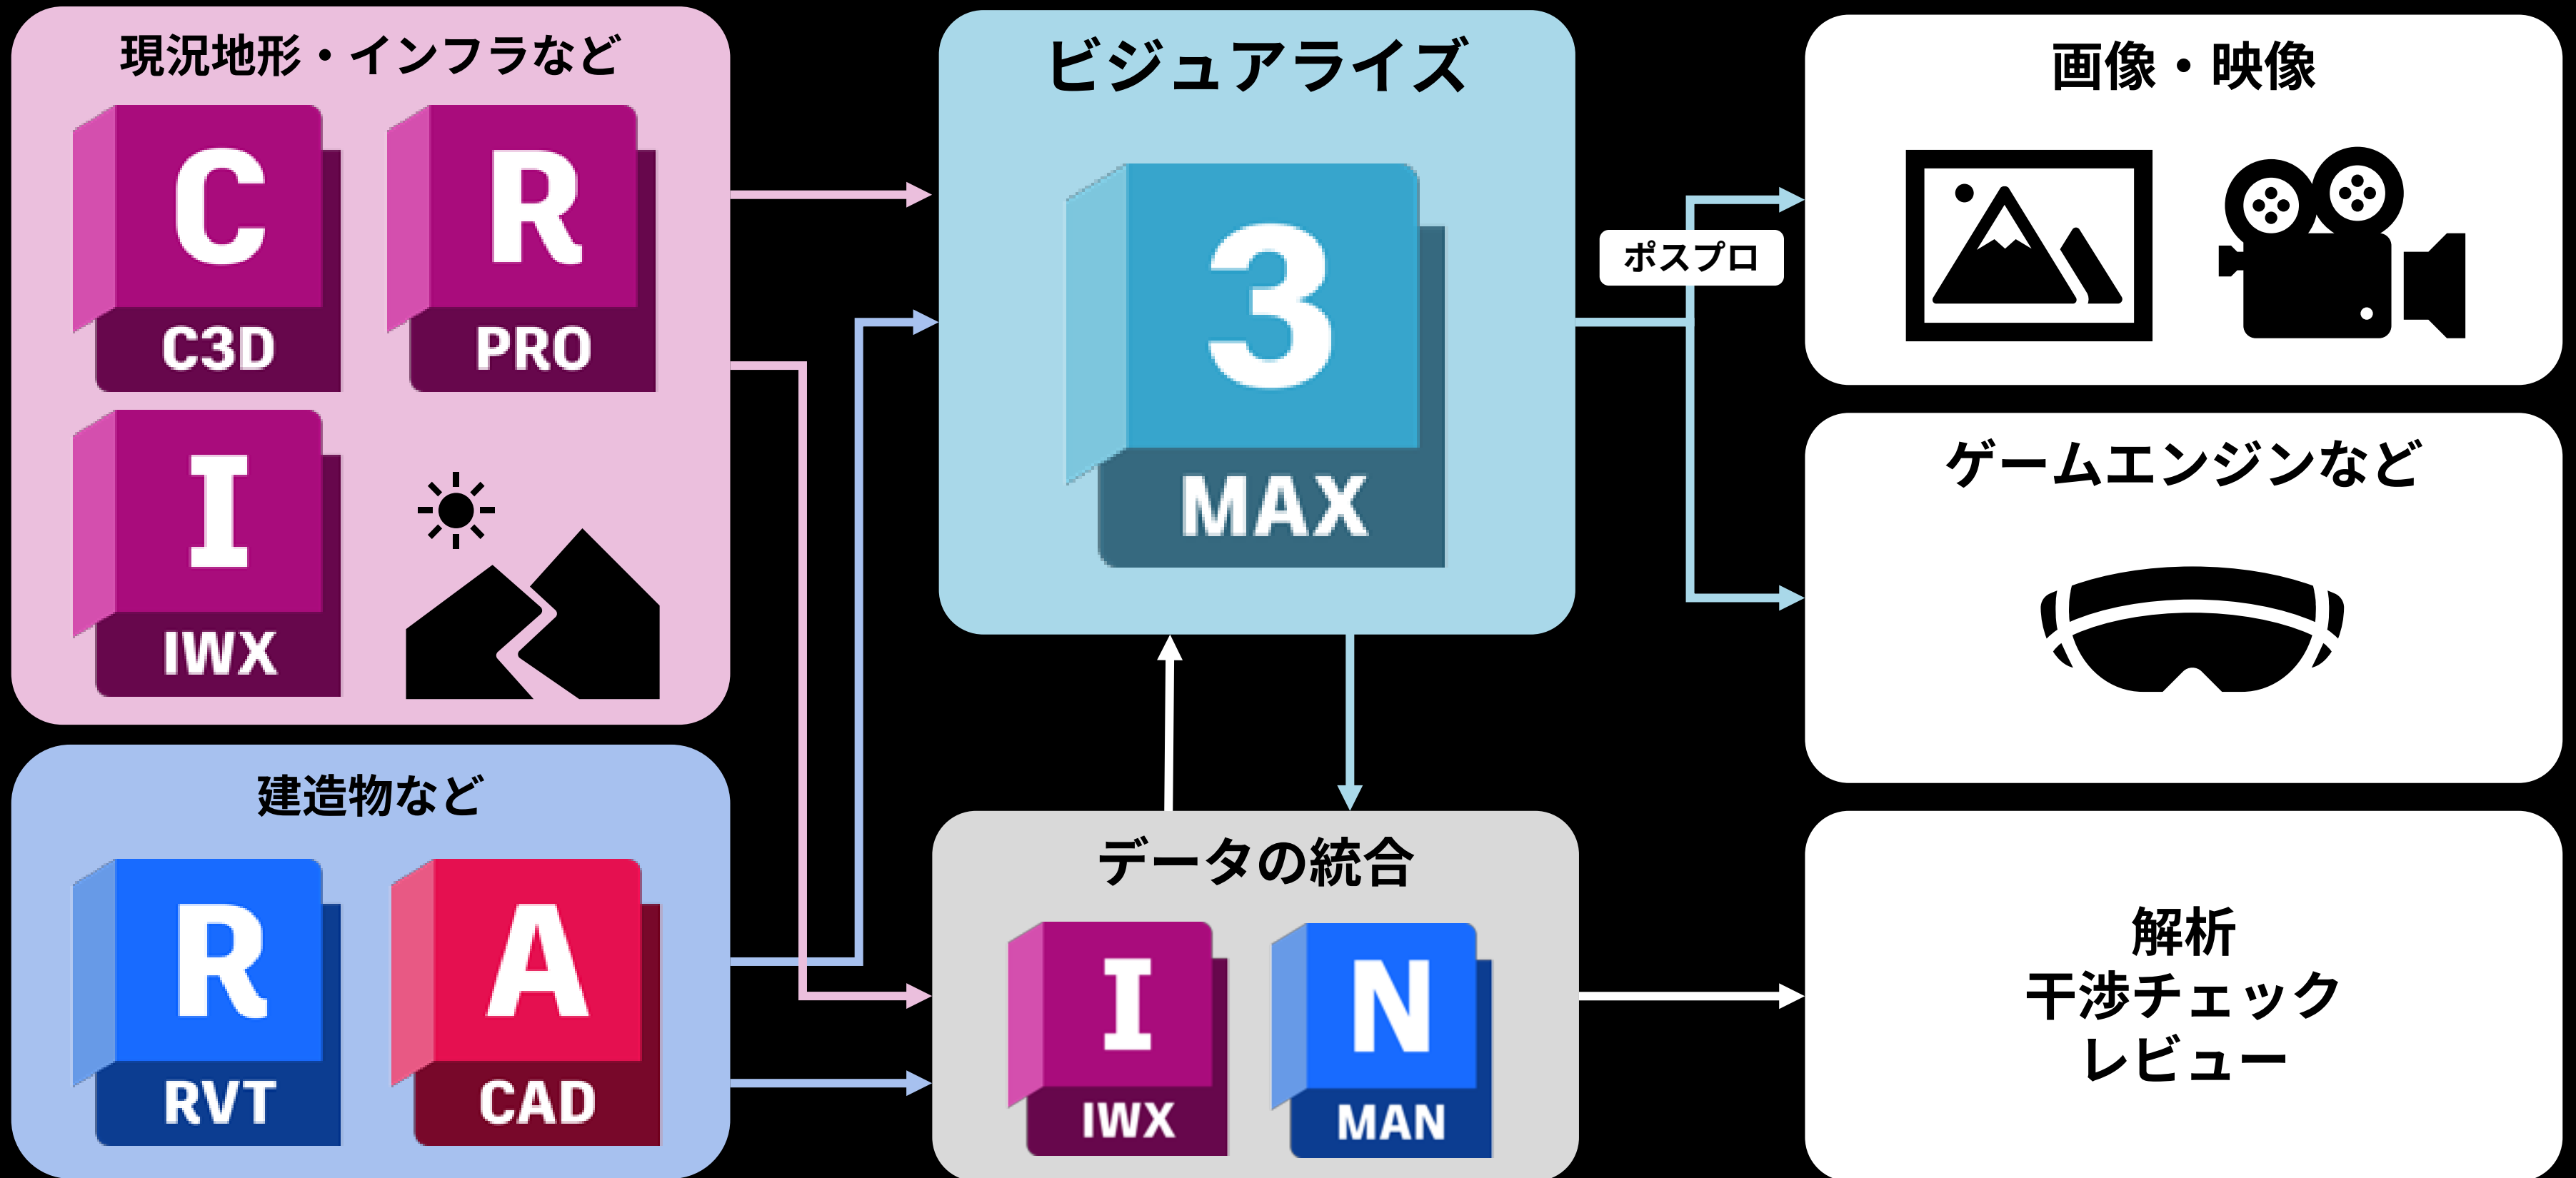 現況地形・インフラなど
C
C3D
R
PRO
I
IWX
建造物など
R
RVT
A
CAD
ビジュアライズ
3
MAX
データの統合
I
IWX
N
MAN
ポスプロ
画像・映像
ゲームエンジンなど
解析
干渉チェック
レビュー